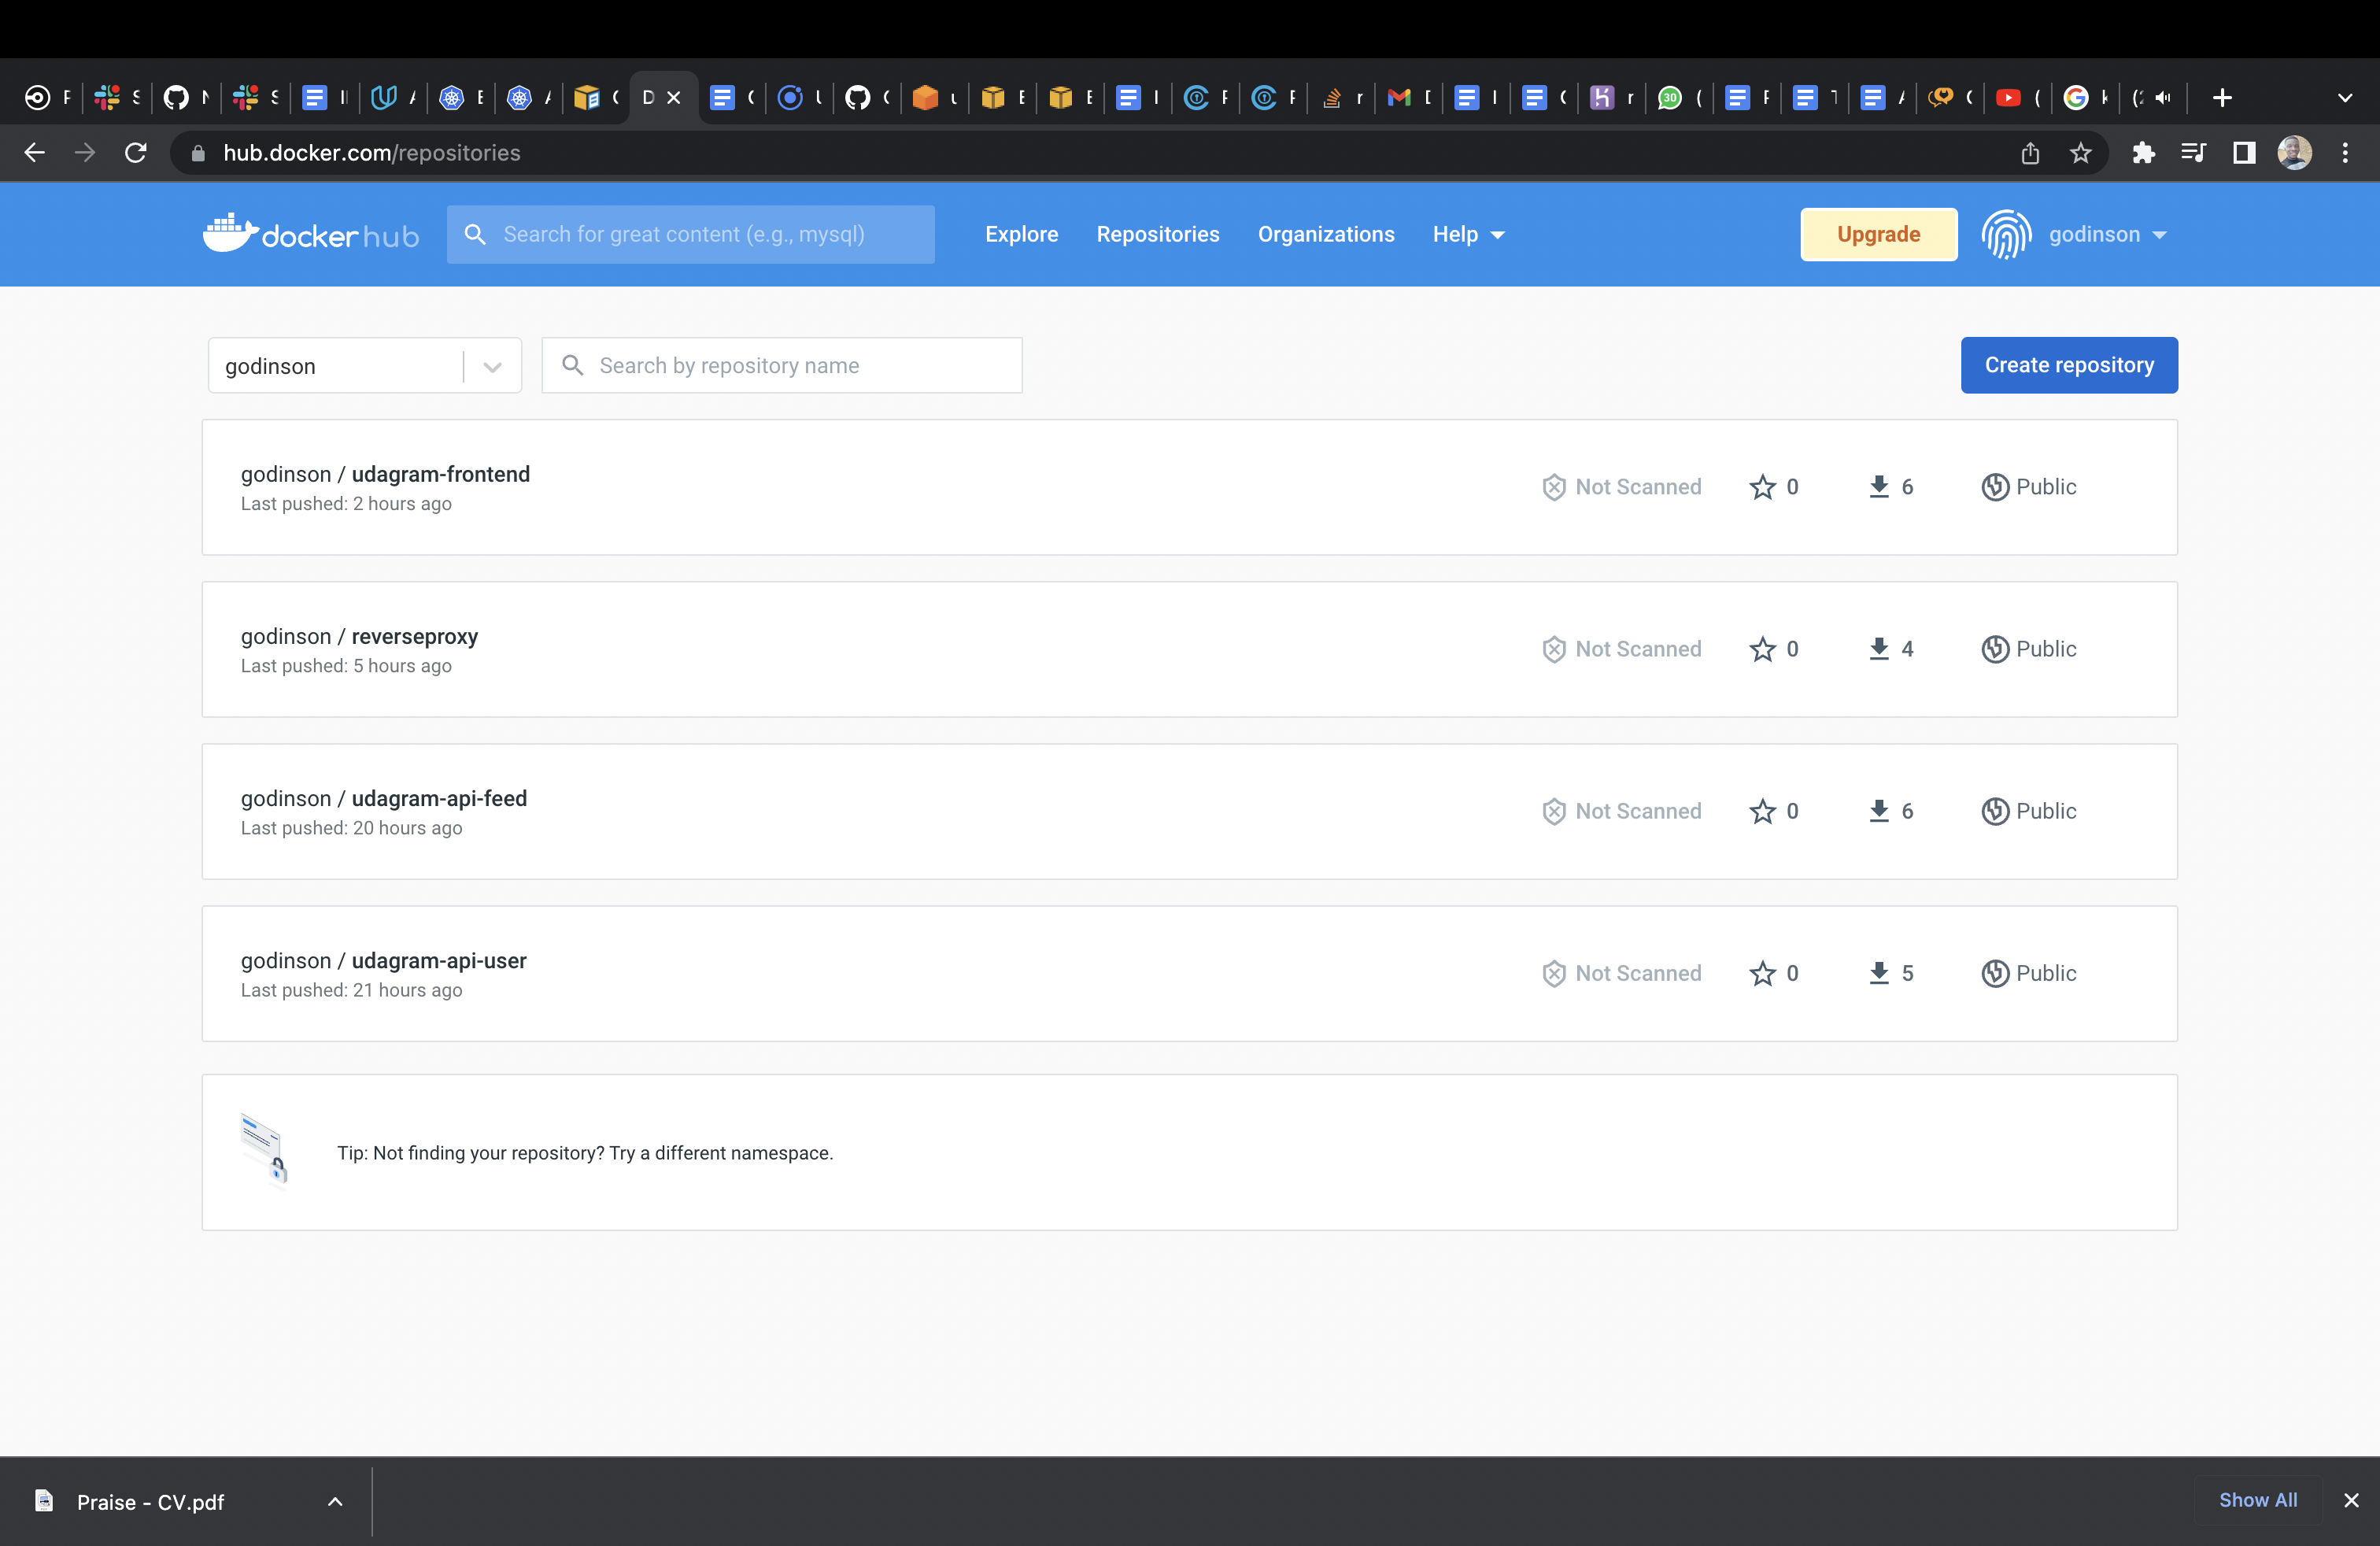 hub.docker.com/repositories
docker hub
Search for great content (e.g., mysql)
Explore
Repositories
Organizations
Help
Upgrade
godinson
godinson
Search by repository name
Create repository
godinson / udagram-frontend
Last pushed: 2 hours ago
Not Scanned
0
6
Public
godinson / reverseproxy
Last pushed: 5 hours ago
Not Scanned
0
4
Public
godinson / udagram-api-feed
Last pushed: 20 hours ago
Not Scanned
0
6
Public
godinson / udagram-api-user
Last pushed: 21 hours ago
Not Scanned
0
5
Public
Tip: Not finding your repository? Try a different namespace.
Praise - CV.pdf
Show All